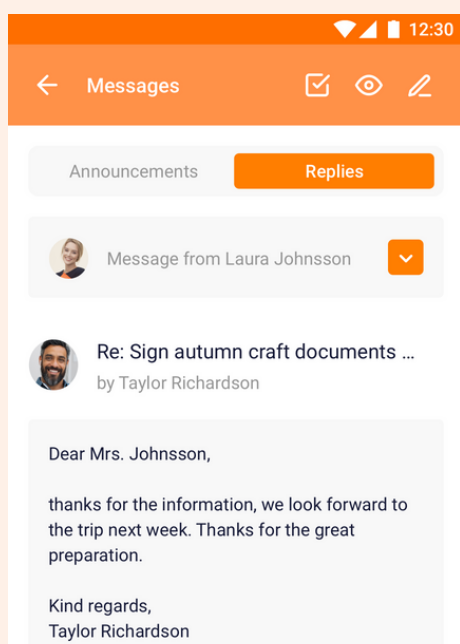 12:30
Messages
Announcements
Replies
Message from Laura Johnsson
Re: Sign autumn craft documents ...
by Taylor Richardson
Dear Mrs. Johnsson,
thanks for the information, we look forward to
the trip next week. Thanks for the great
preparation.
Kind regards,
Taylor Richardson